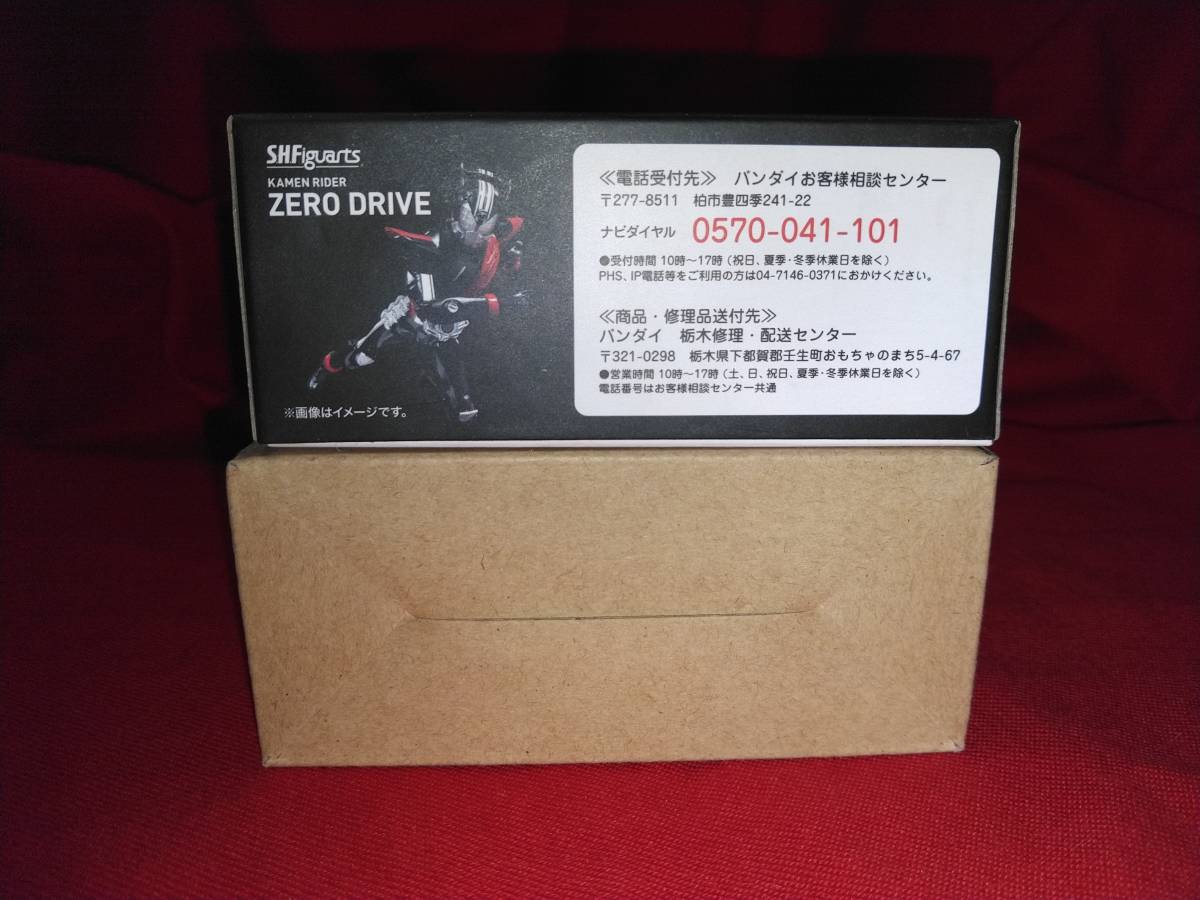 S.H.Figuarts
KAMEN RIDER
ZERO DRIVE
※画像はイメージです。
≪電話受付先≫ バンダイお客様相談センター
〒277-8511 柏市豊四季241-22
ナビダイヤル 0570-041-101
●受付時間 10時～17時（祝日、夏季・冬季休業日を除く）
PHS、IP電話等をご利用の方は04-7146-0371におかけください。
≪商品・修理品送付先≫
バンダイ 栃木修理・配送センター
〒321-0298 栃木県下都賀郡壬生町おもちゃのまち5-4-67
●営業時間 10時～17時（土、日、祝日、夏季・冬季休業日を除く）
電話番号はお客様相談センター共通